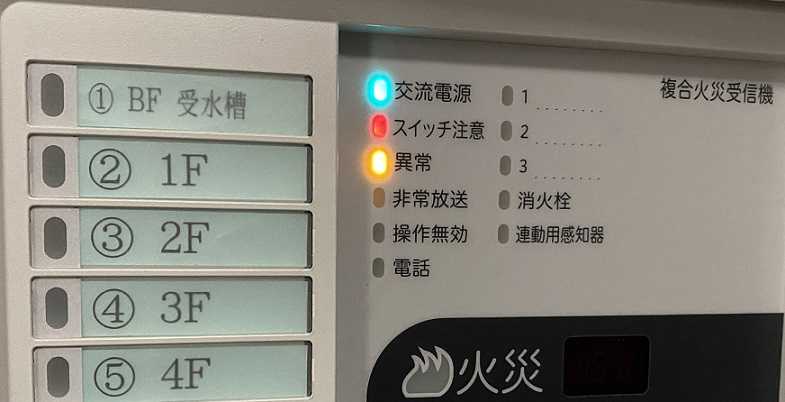 ① BF 受水槽
② 1F
③ 2F
④ 3F
⑤ 4F
複合火災受信機
交流電源
スイッチ注意
異常
非常放送
操作無効
電話
1
2
3
消火栓
連動用感知器
火災